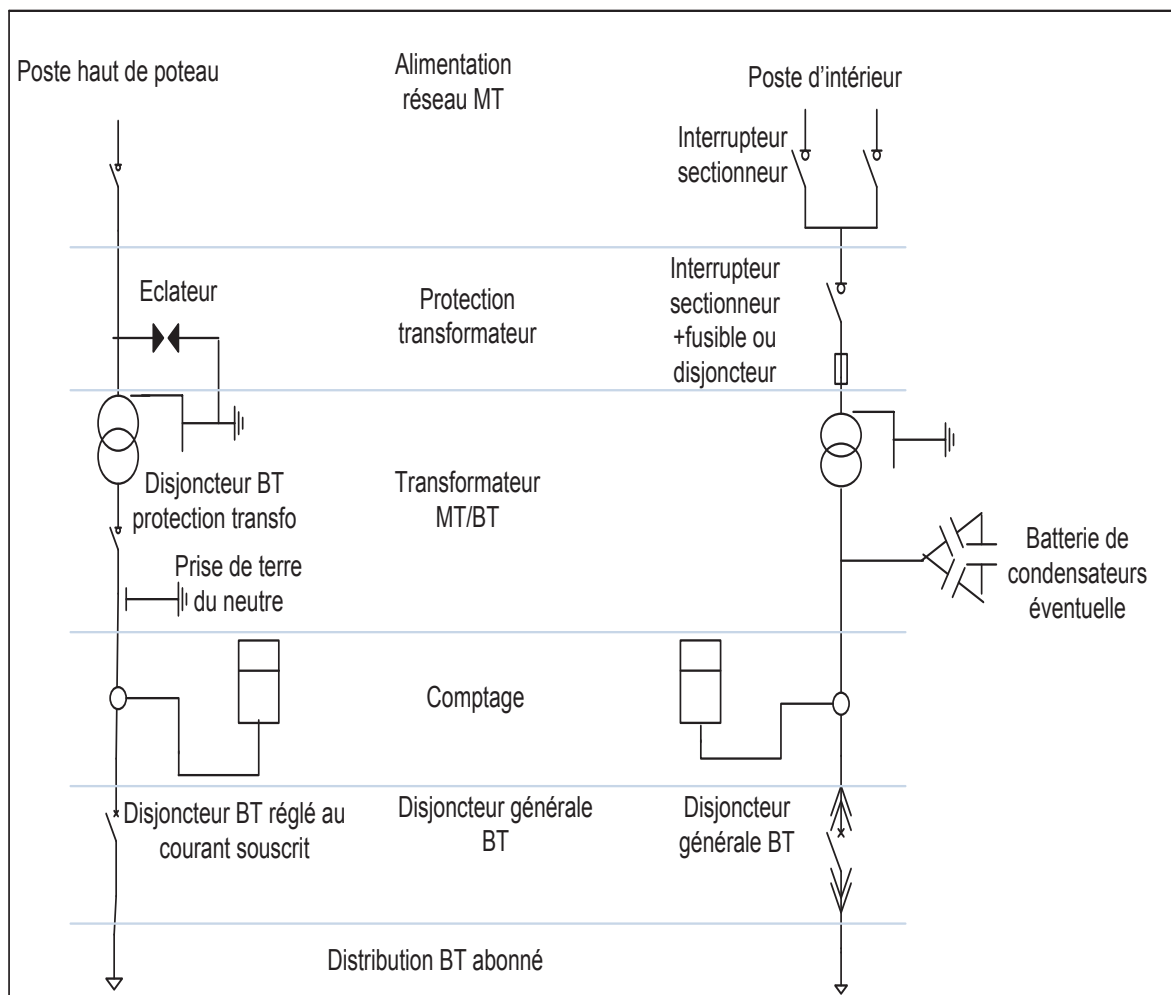 Poste haut de poteau
Alimentation
réseau MT
Poste d'intérieur
Interrupteur
sectionneur
Eclateur
Protection
transformateur
Interrupteur
sectionneur
+fusible ou
disjoncteur
Disjoncteur BT
protection transfo
Transformateur
MT/BT
Prise de terre
du neutre
Batterie de
condensateurs
éventuelle
Comptage
Disjoncteur BT réglé au
courant souscrit
Disjoncteur générale
BT
Disjoncteur
générale BT
Distribution BT abonné